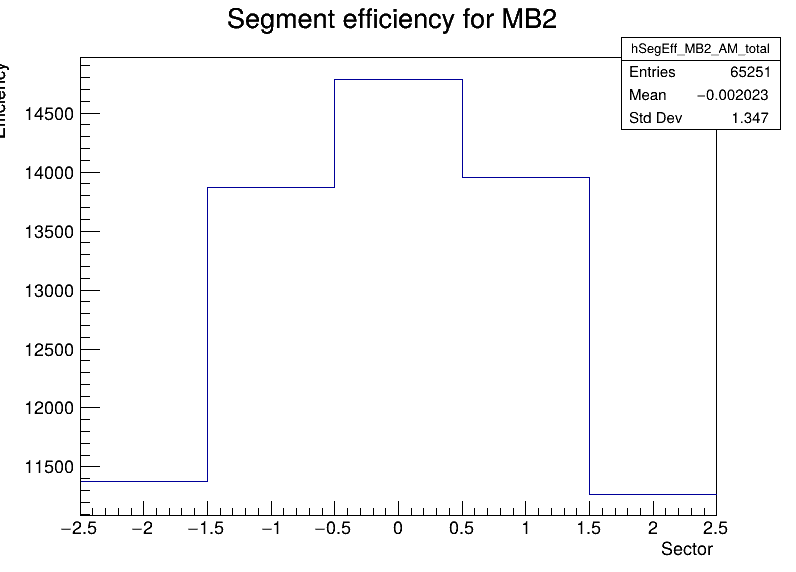 Segment efficiency for MB2
hSegEff_MB2_AM_total
Entries 65251
Mean −0.002023
Std Dev 1.347
Efficiency
14500
14000
13500
13000
12500
12000
11500
−2.5 −2 −1.5 −1 −0.5 0 0.5 1 1.5 2 2.5
Sector